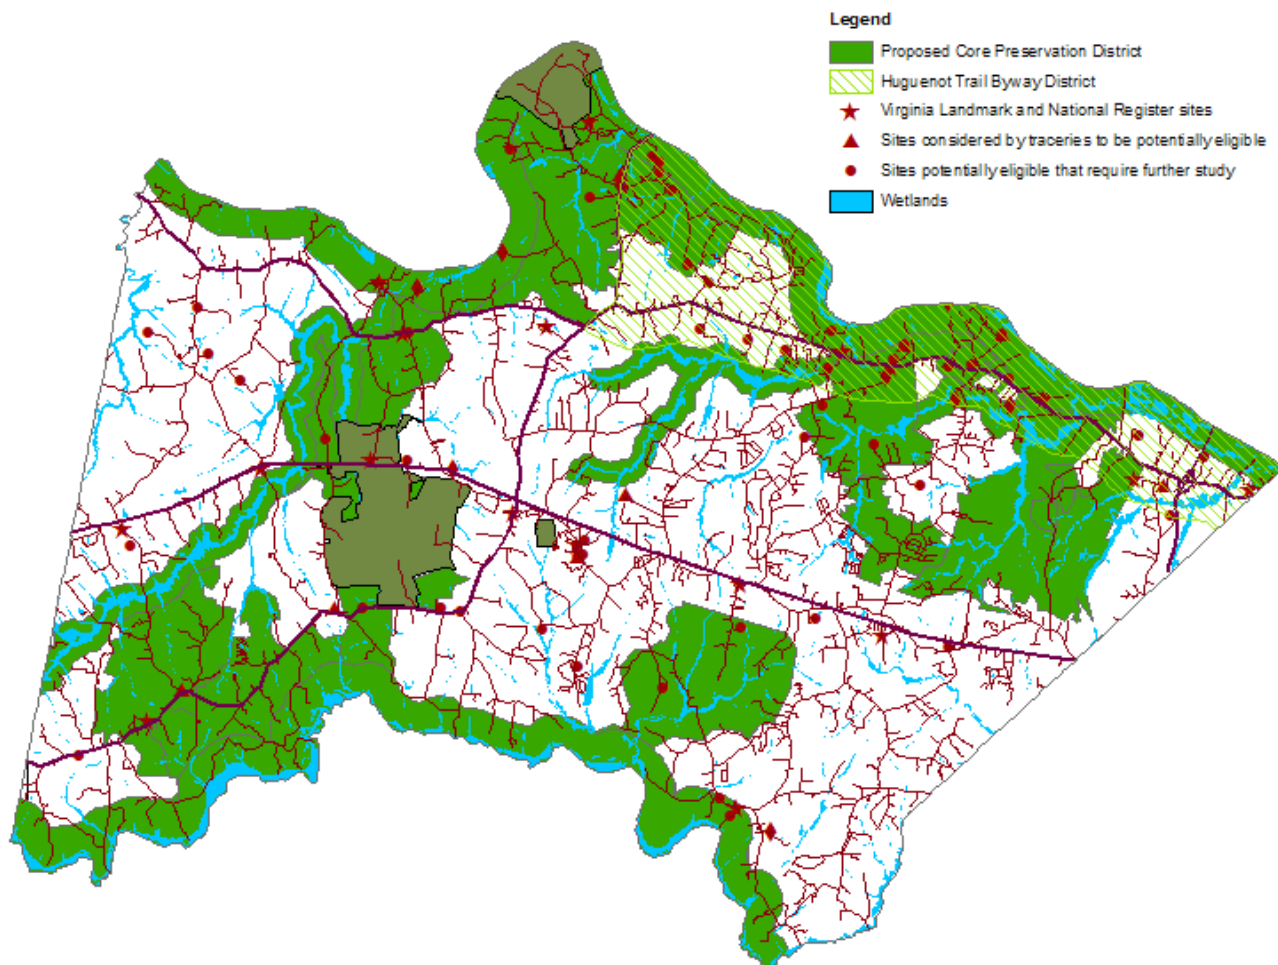 Legend
Proposed Core Preservation District
Huguenot Trail Byway District
Virginia Landmark and National Register sites
Sites considered by traceries to be potentially eligible
Sites potentially eligible that require further study
Wetlands